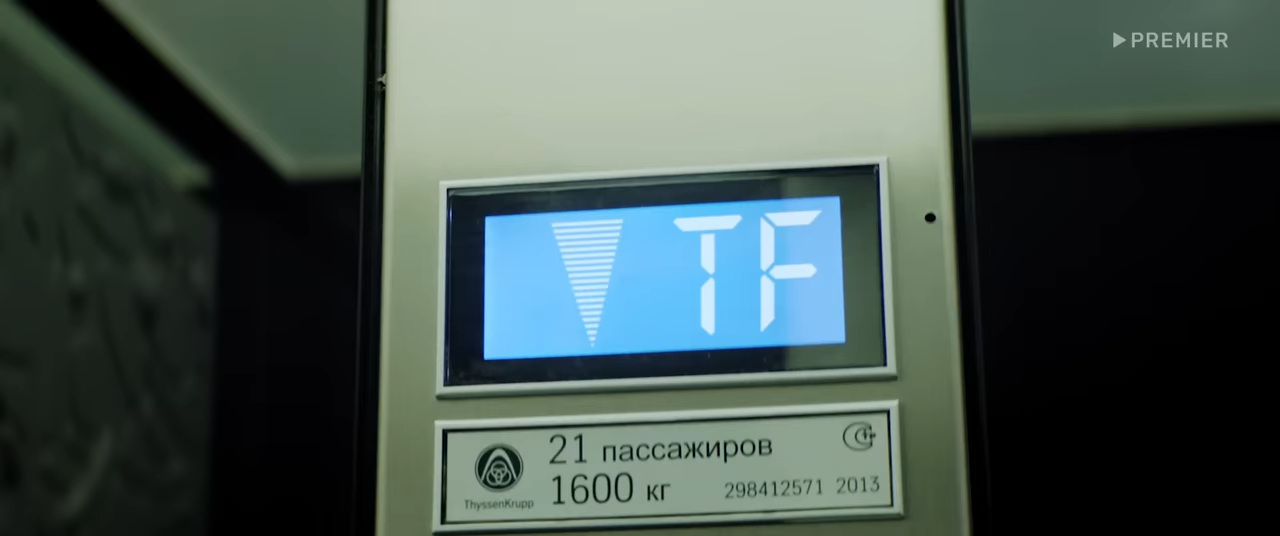 PREMIER
TF
21 пассажиров
1600 кг
298412571 2013
ThyssenKrupp